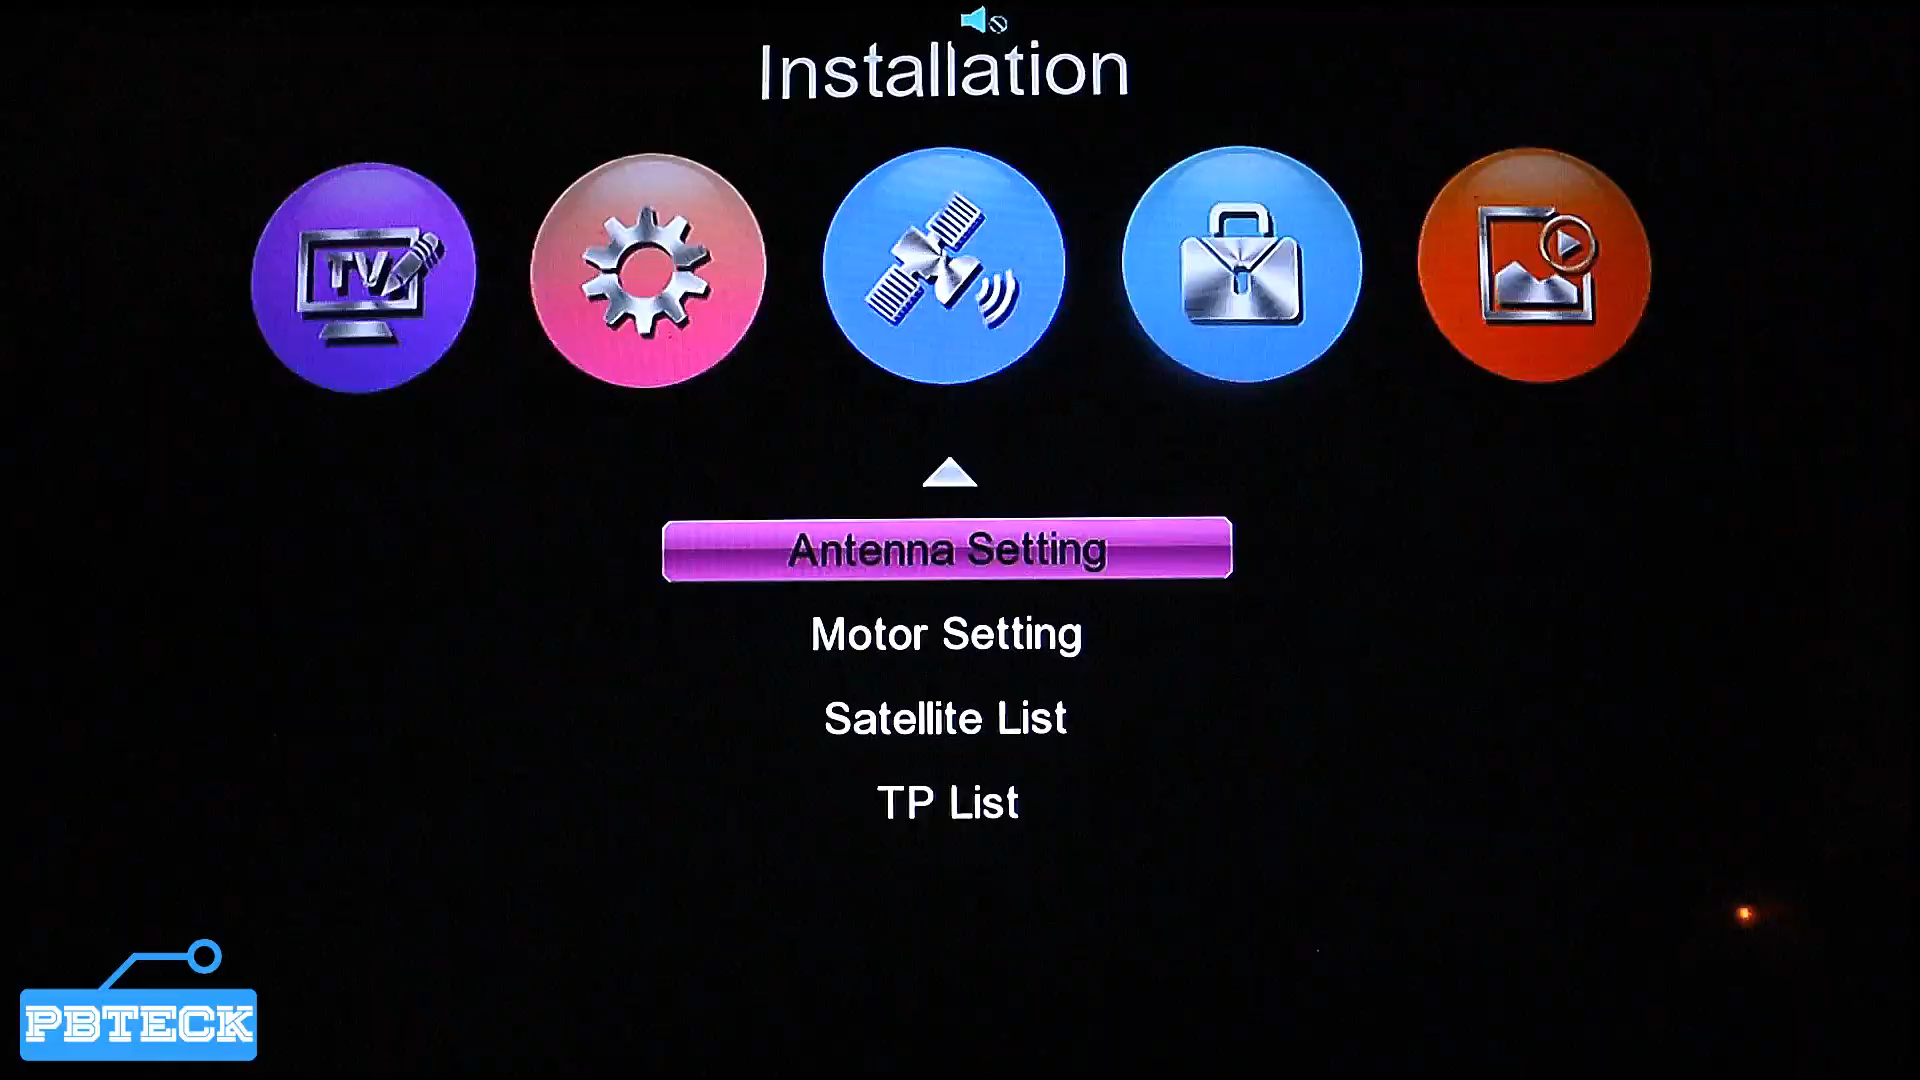 Installation
TV
Antenna Setting
Motor Setting
Satellite List
TP List
PBTECK